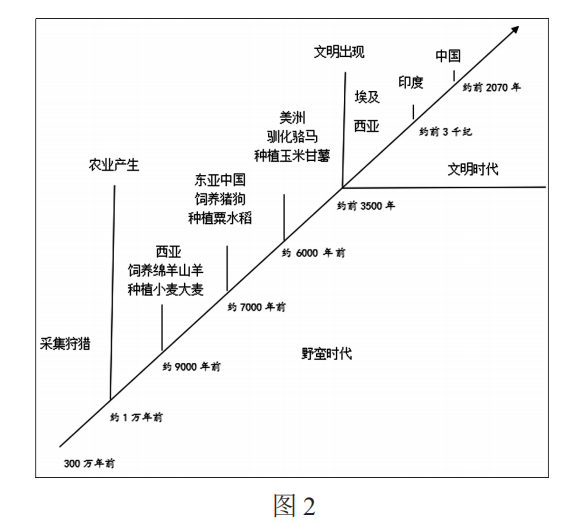 中国
文明出现
印度
约前 2070 年
埃及
西亚
约前 3 千纪
美洲
驯化骆马
种植玉米甘薯
文明时代
农业产生
东亚中国
饲养猪狗
种植粟水稻
约前 3500 年
约 6000 年前
西亚
饲养绵羊山羊
种植小麦大麦
约 7000 年前
采集狩猎
野蛮时代
约 9000 年前
约 1 万年前
300 万年前
图 2